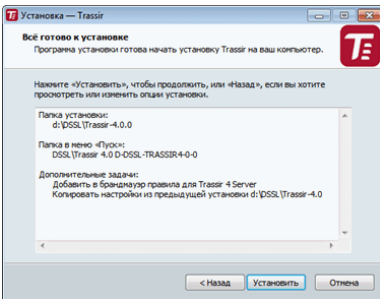 Установка — Trassir
Всё готово к установке
Программа установки готова начать установку Trassir на ваш компьютер.
Нажмите «Установить», чтобы продолжить, или «Назад», если вы хотите
просмотреть или изменить опции установки.
Папка установки:
d:\DSSL\Trassir-4.0.0
Папка в меню «Пуск»:
DSSL\Trassir 4.0 D-DSSL-TRASSIR4-0-0
Дополнительные задачи:
Добавить в брандмауэр правила для Trassir 4 Server
Копировать настройки из предыдущей установки d:\DSSL\Trassir-4.0
< Назад
Установить
Отмена